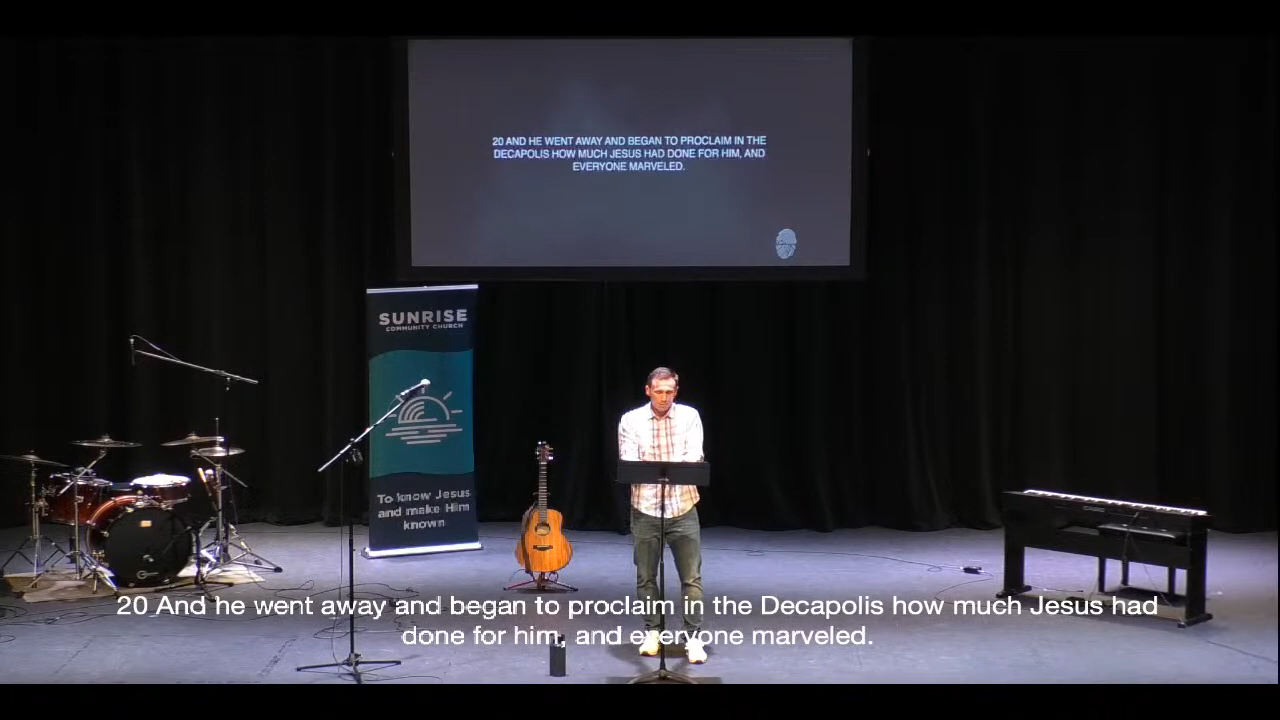 20 AND HE WENT AWAY AND BEGAN TO PROCLAIM IN THE
DECAPOLIS HOW MUCH JESUS HAD DONE FOR HIM, AND
EVERYONE MARVELED.
SUNRISE
COMMUNITY CHURCH
To know Jesus
and make Him
known
20 And he went away and began to proclaim in the Decapolis how much Jesus had
done for him, and everyone marveled.